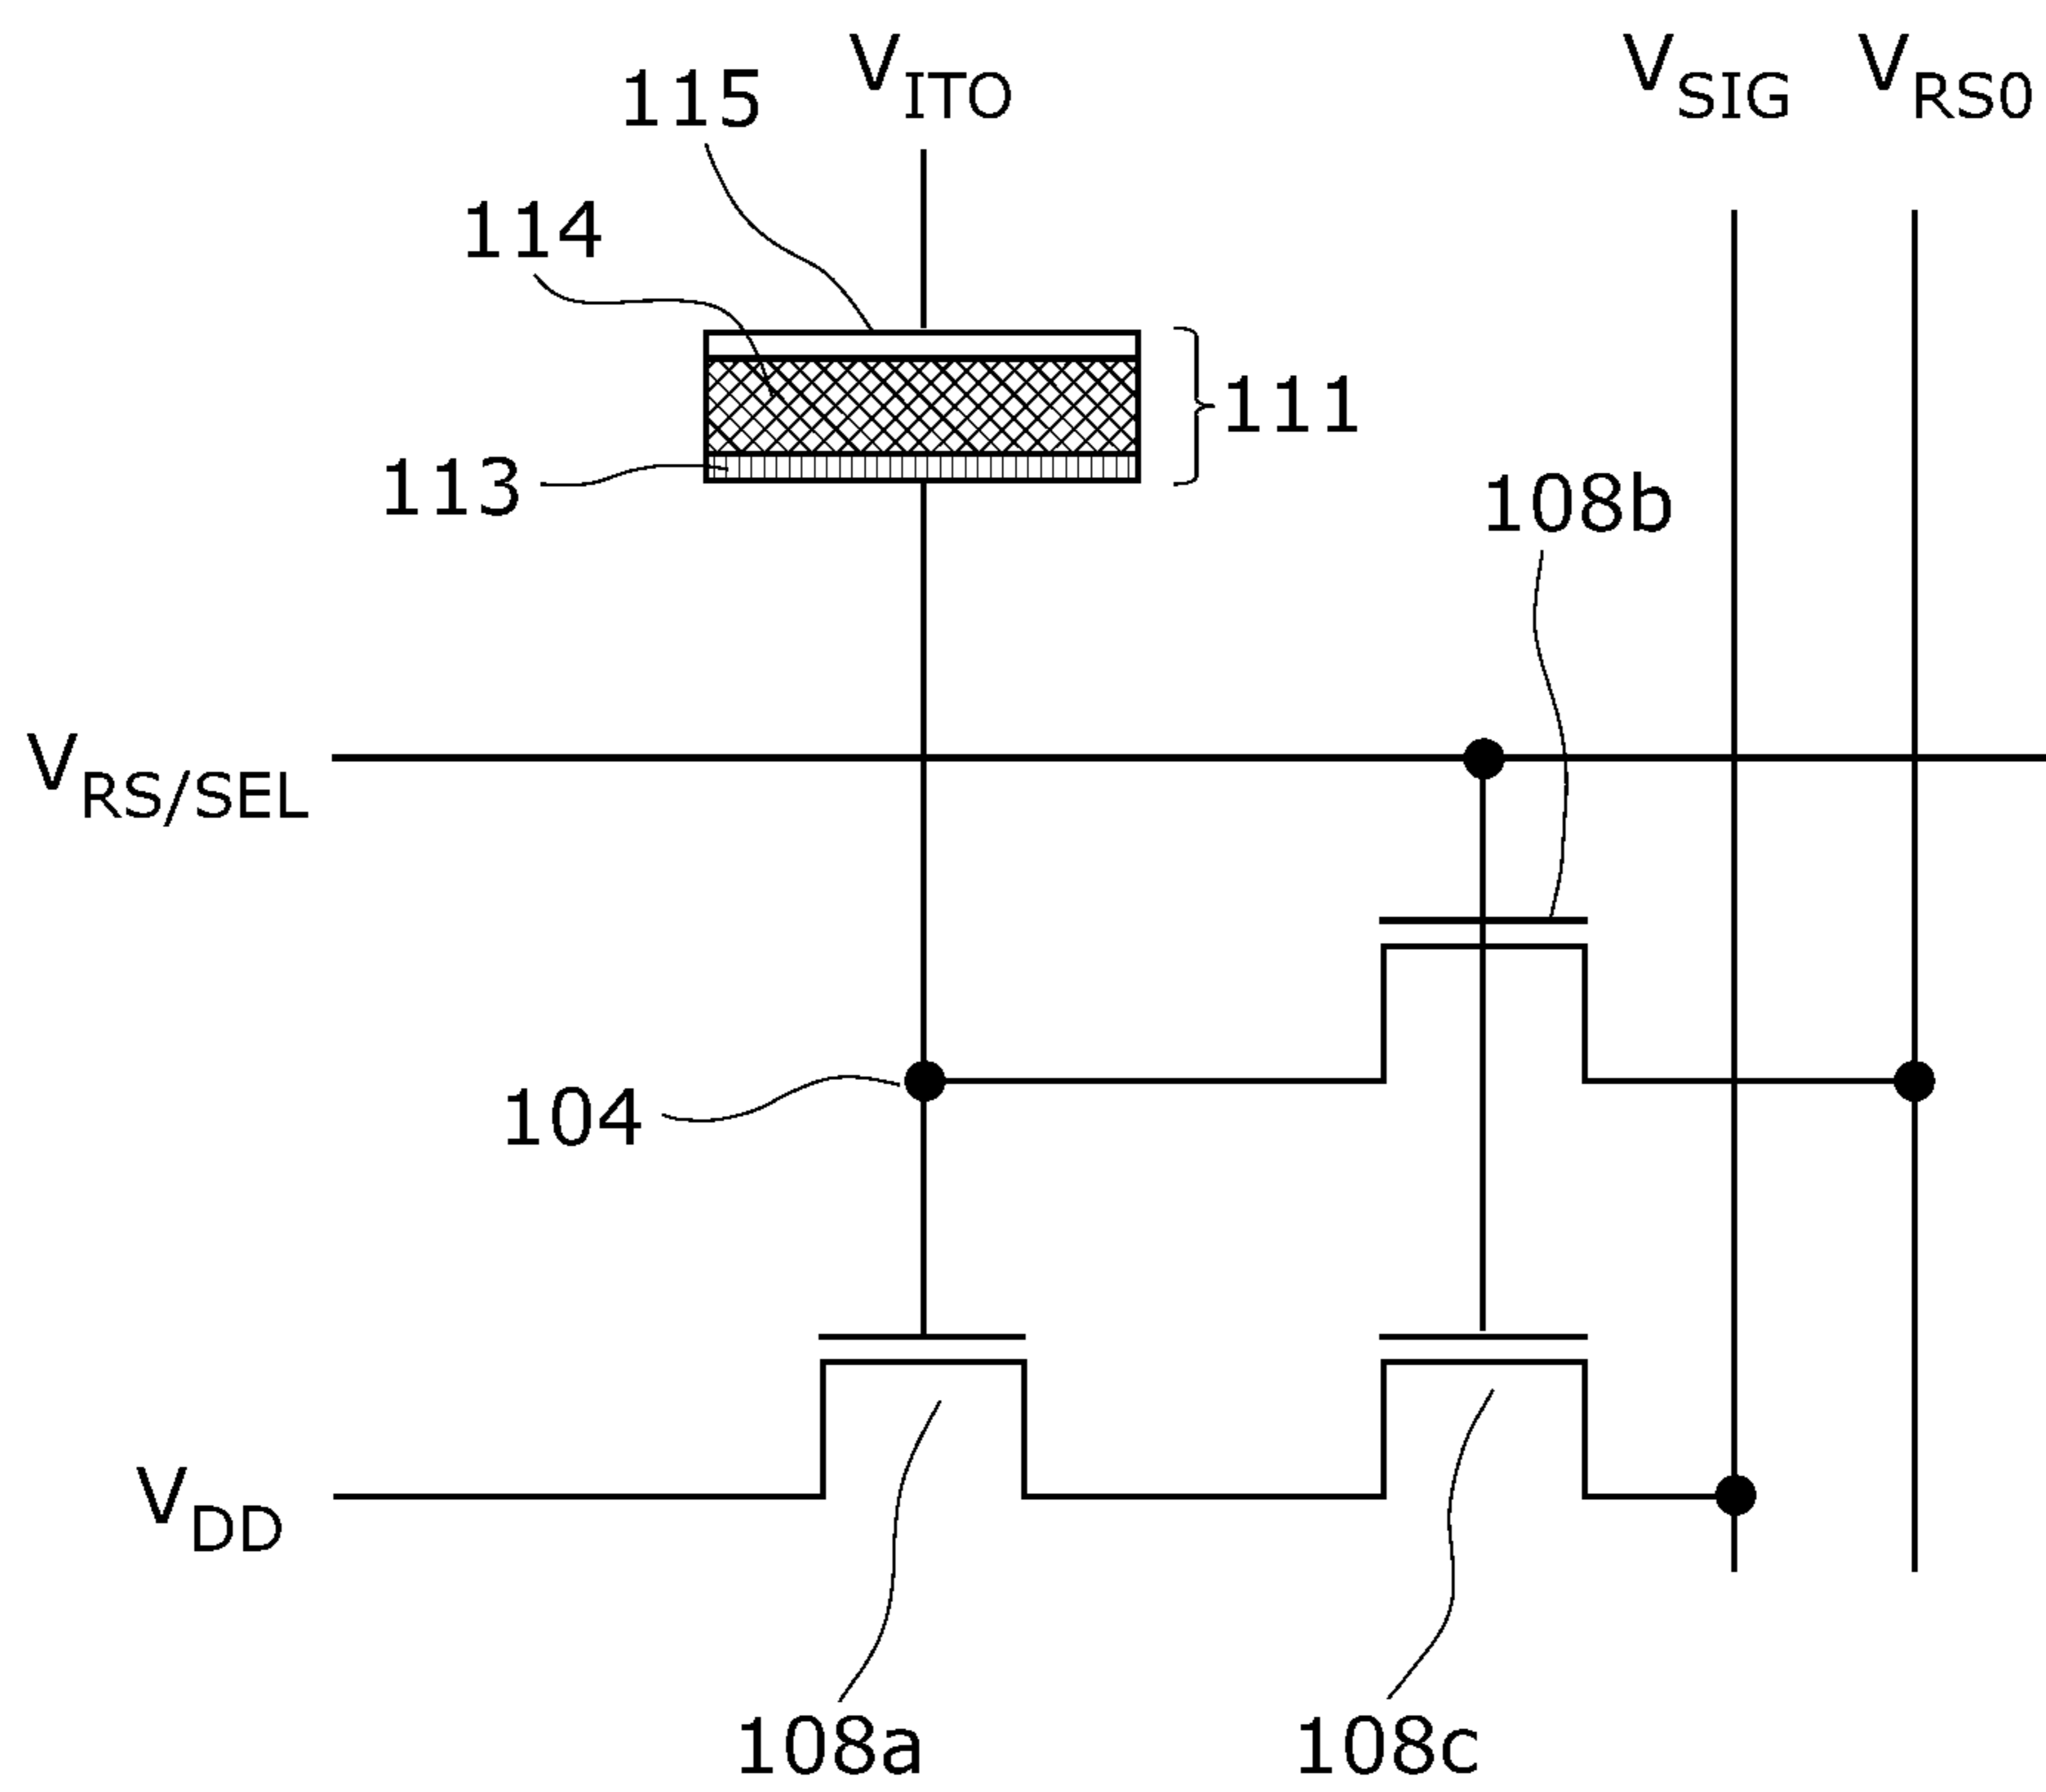 V_ITO V_SIG V_RS0
115
114
111
113
108b
V_RS/SEL
104
V_DD
108a 108c